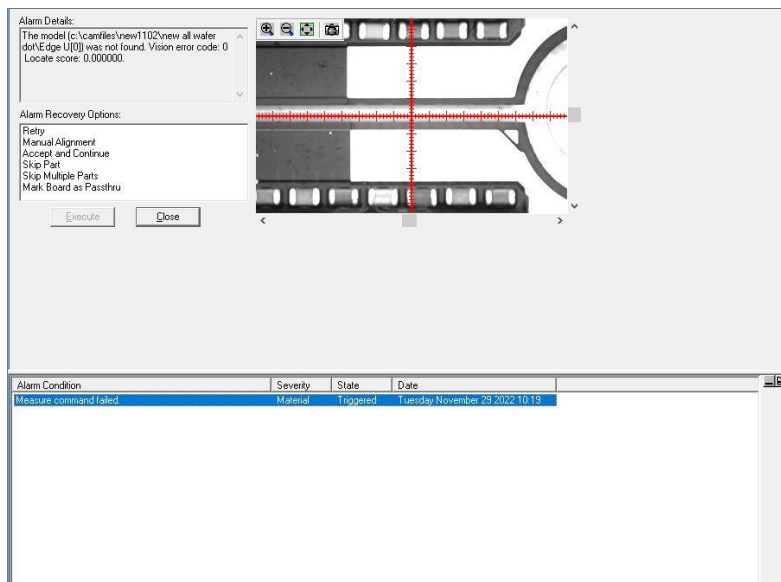 Alarm Details:
The model (c:\camfiles\new1102\new all wafer
dot\Edge U[0]) was not found. Vision error code: 0
Locate score: 0.000000.
Alarm Recovery Options:
Retry
Manual Alignment
Accept and Continue
Skip Part
Skip Multiple Parts
Mark Board as Passthru
Execute Close
Alarm Condition Severity State Date
Measure command failed. Material Triggered Tuesday November 29 2022 10:19